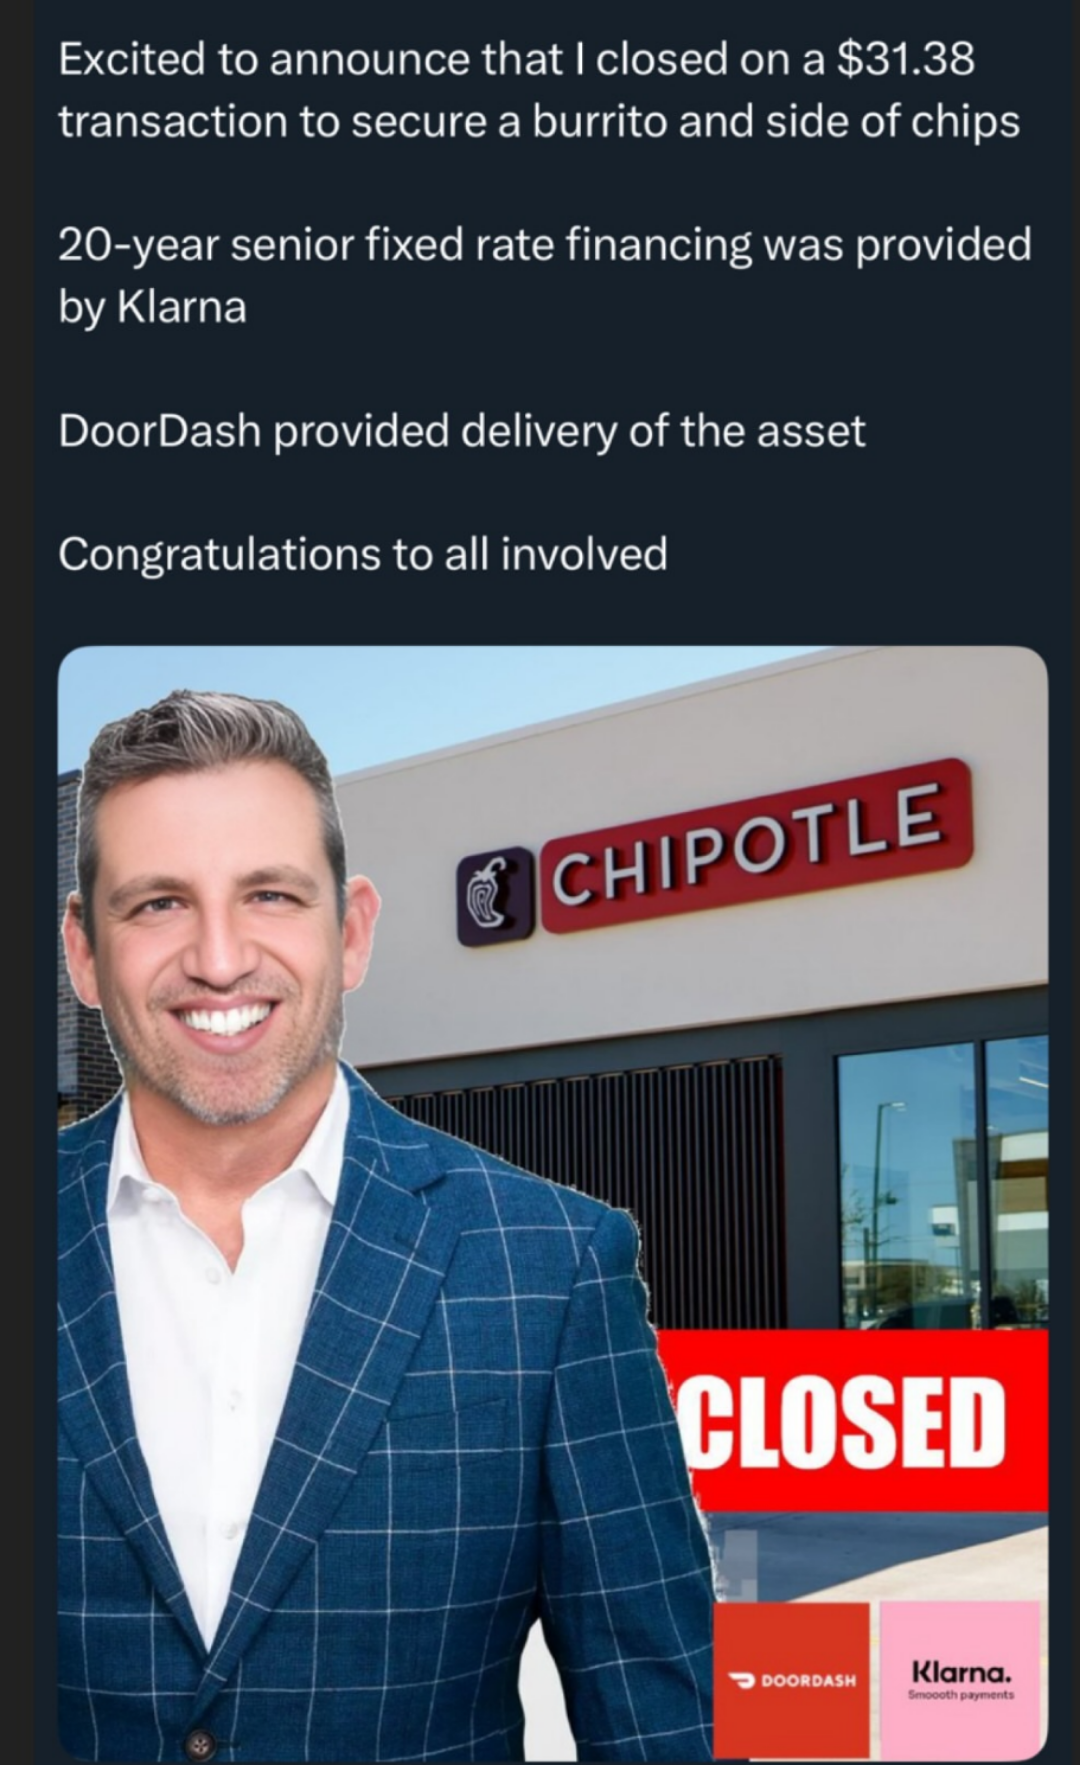 Excited to announce that I closed on a $31.38
transaction to secure a burrito and side of chips
20-year senior fixed rate financing was provided
by Klarna
DoorDash provided delivery of the asset
Congratulations to all involved
CHIPOTLE
CLOSED
DOORDASH
Klarna.
Smoooth payments